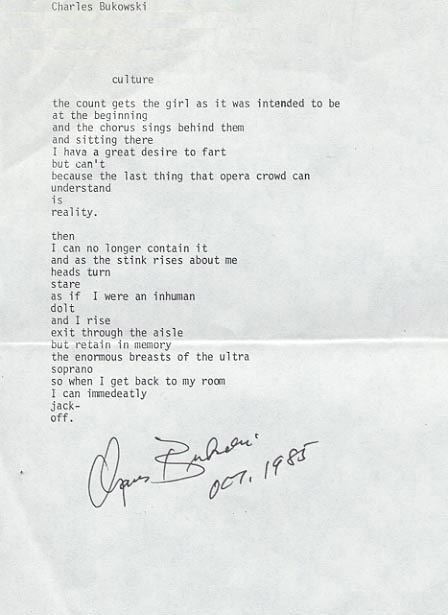 Charles Bukowski
culture
the count gets the girl as it was intended to be
at the beginning
and the chorus sings behind them
and sitting there
I hava a great desire to fart
but can't
because the last thing that opera crowd can
understand
is
reality.
then
I can no longer contain it
and as the stink rises about me
heads turn
stare
as if I were an inhuman
dolt
and I rise
exit through the aisle
but retain in memory
the enormous breasts of the ultra
soprano
so when I get back to my room
I can immedeatly
jack-
off.
Charles Bukowski
OCT. 1985